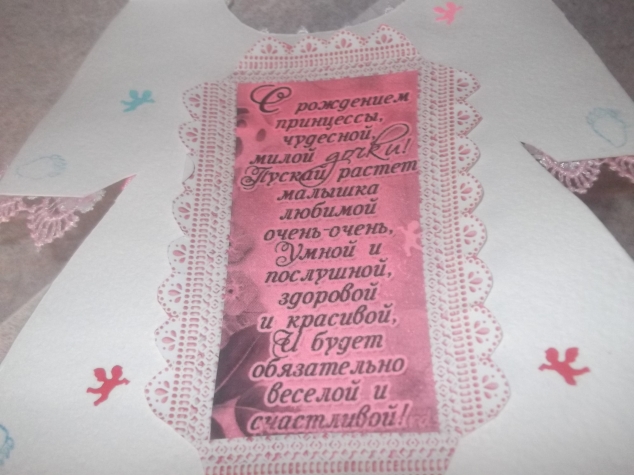 С рождением
принцессы,
чудесной,
милой дочки!
Пускай растет
малышка
любимой
очень-очень,
Умной и
послушной,
здоровой
и красивой,
И будет
обязательно
веселой и
счастливой!